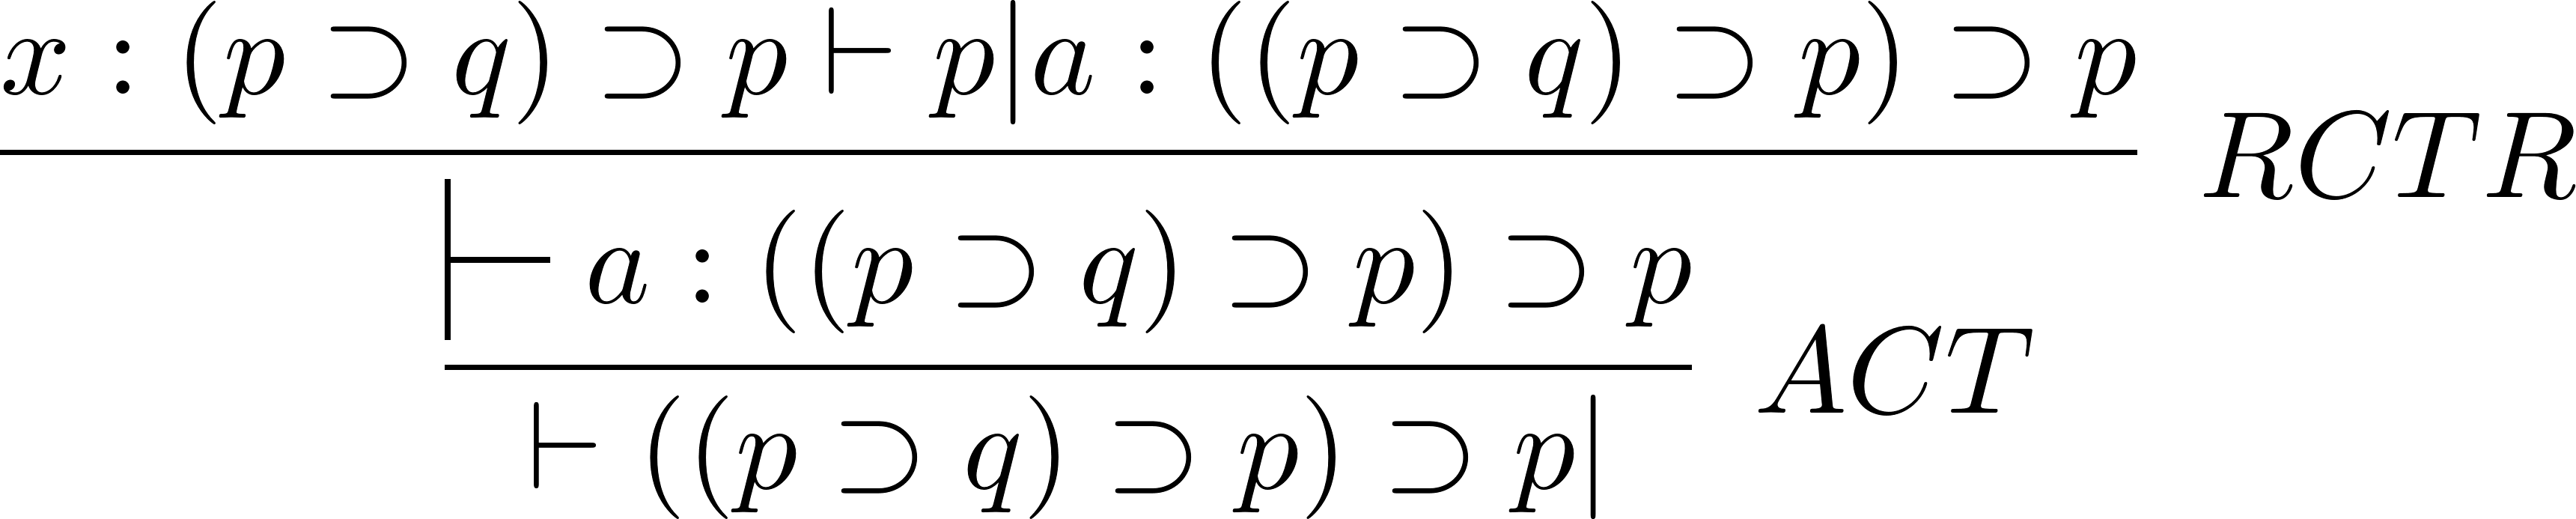 x : (p ⊃ q) ⊃ p ⊢ p|a : ((p ⊃ q) ⊃ p) ⊃ p
RCTR
⊢ a : ((p ⊃ q) ⊃ p) ⊃ p
ACT
⊢ ((p ⊃ q) ⊃ p) ⊃ p|